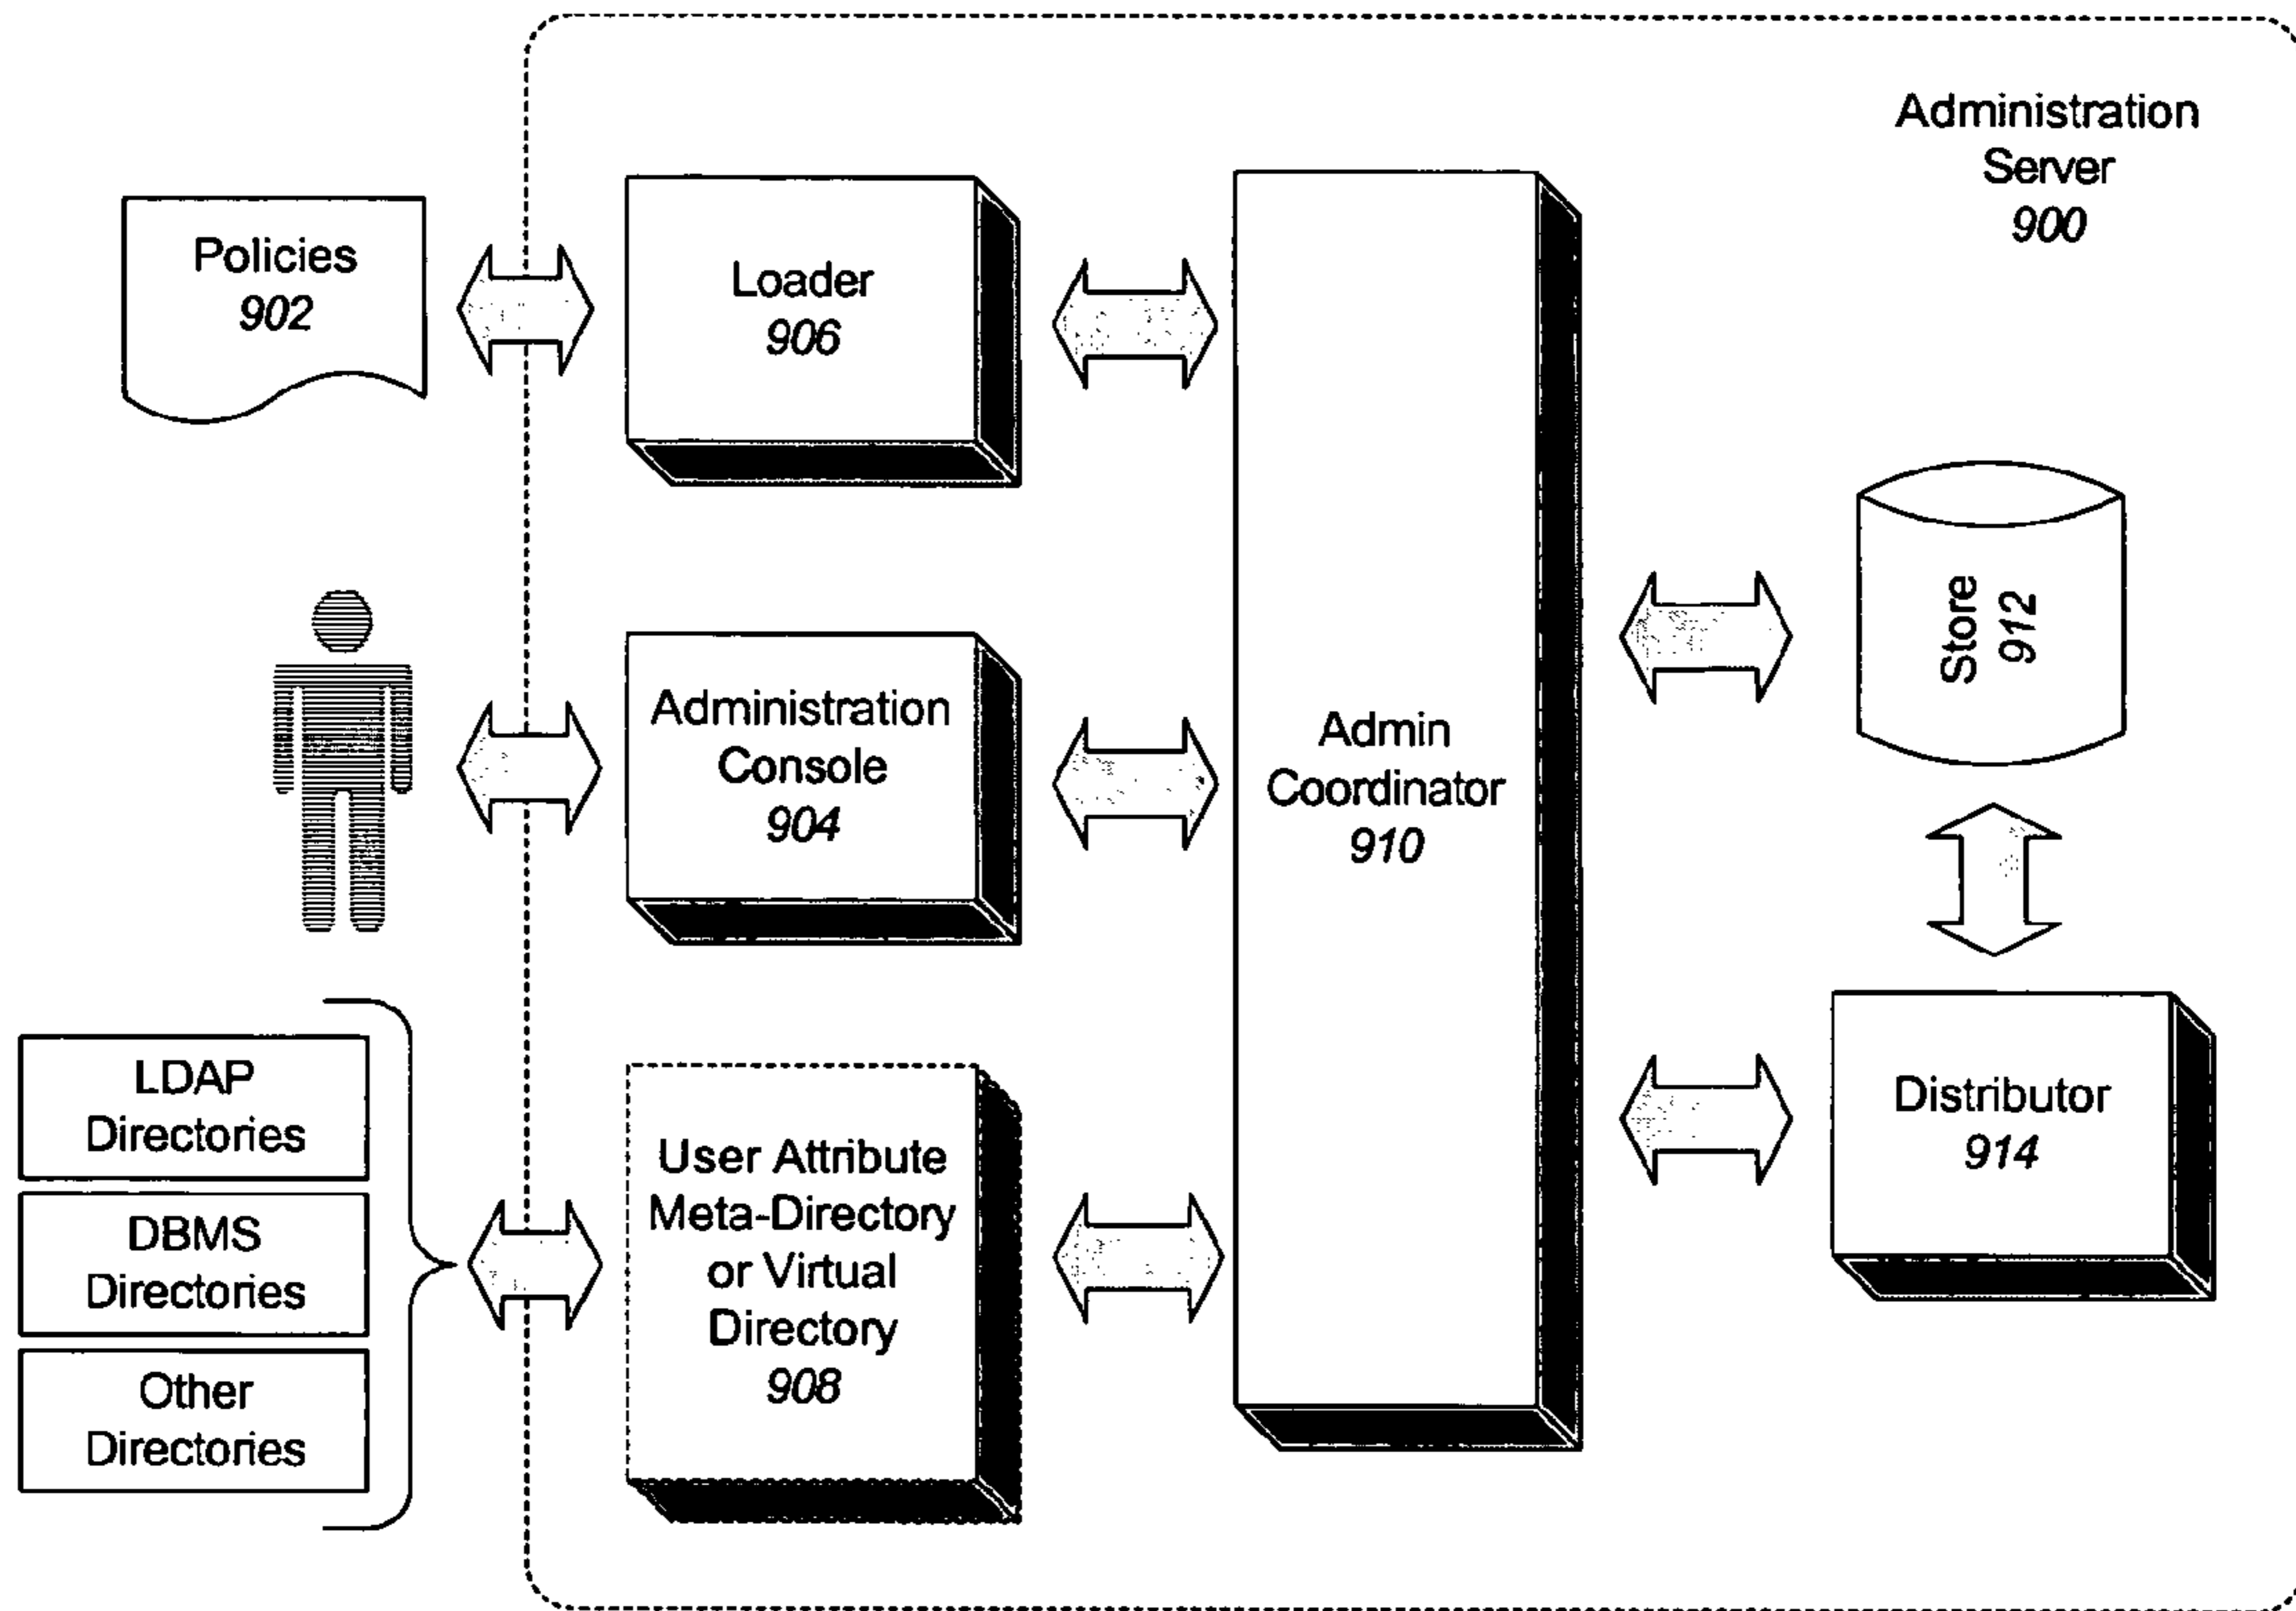 Administration
Server
900
Policies
902
Loader
906
Administration
Console
904
Admin
Coordinator
910
Store
912
LDAP
Directories
DBMS
Directories
Other
Directories
User Attribute
Meta-Directory
or Virtual
Directory
908
Distributor
914